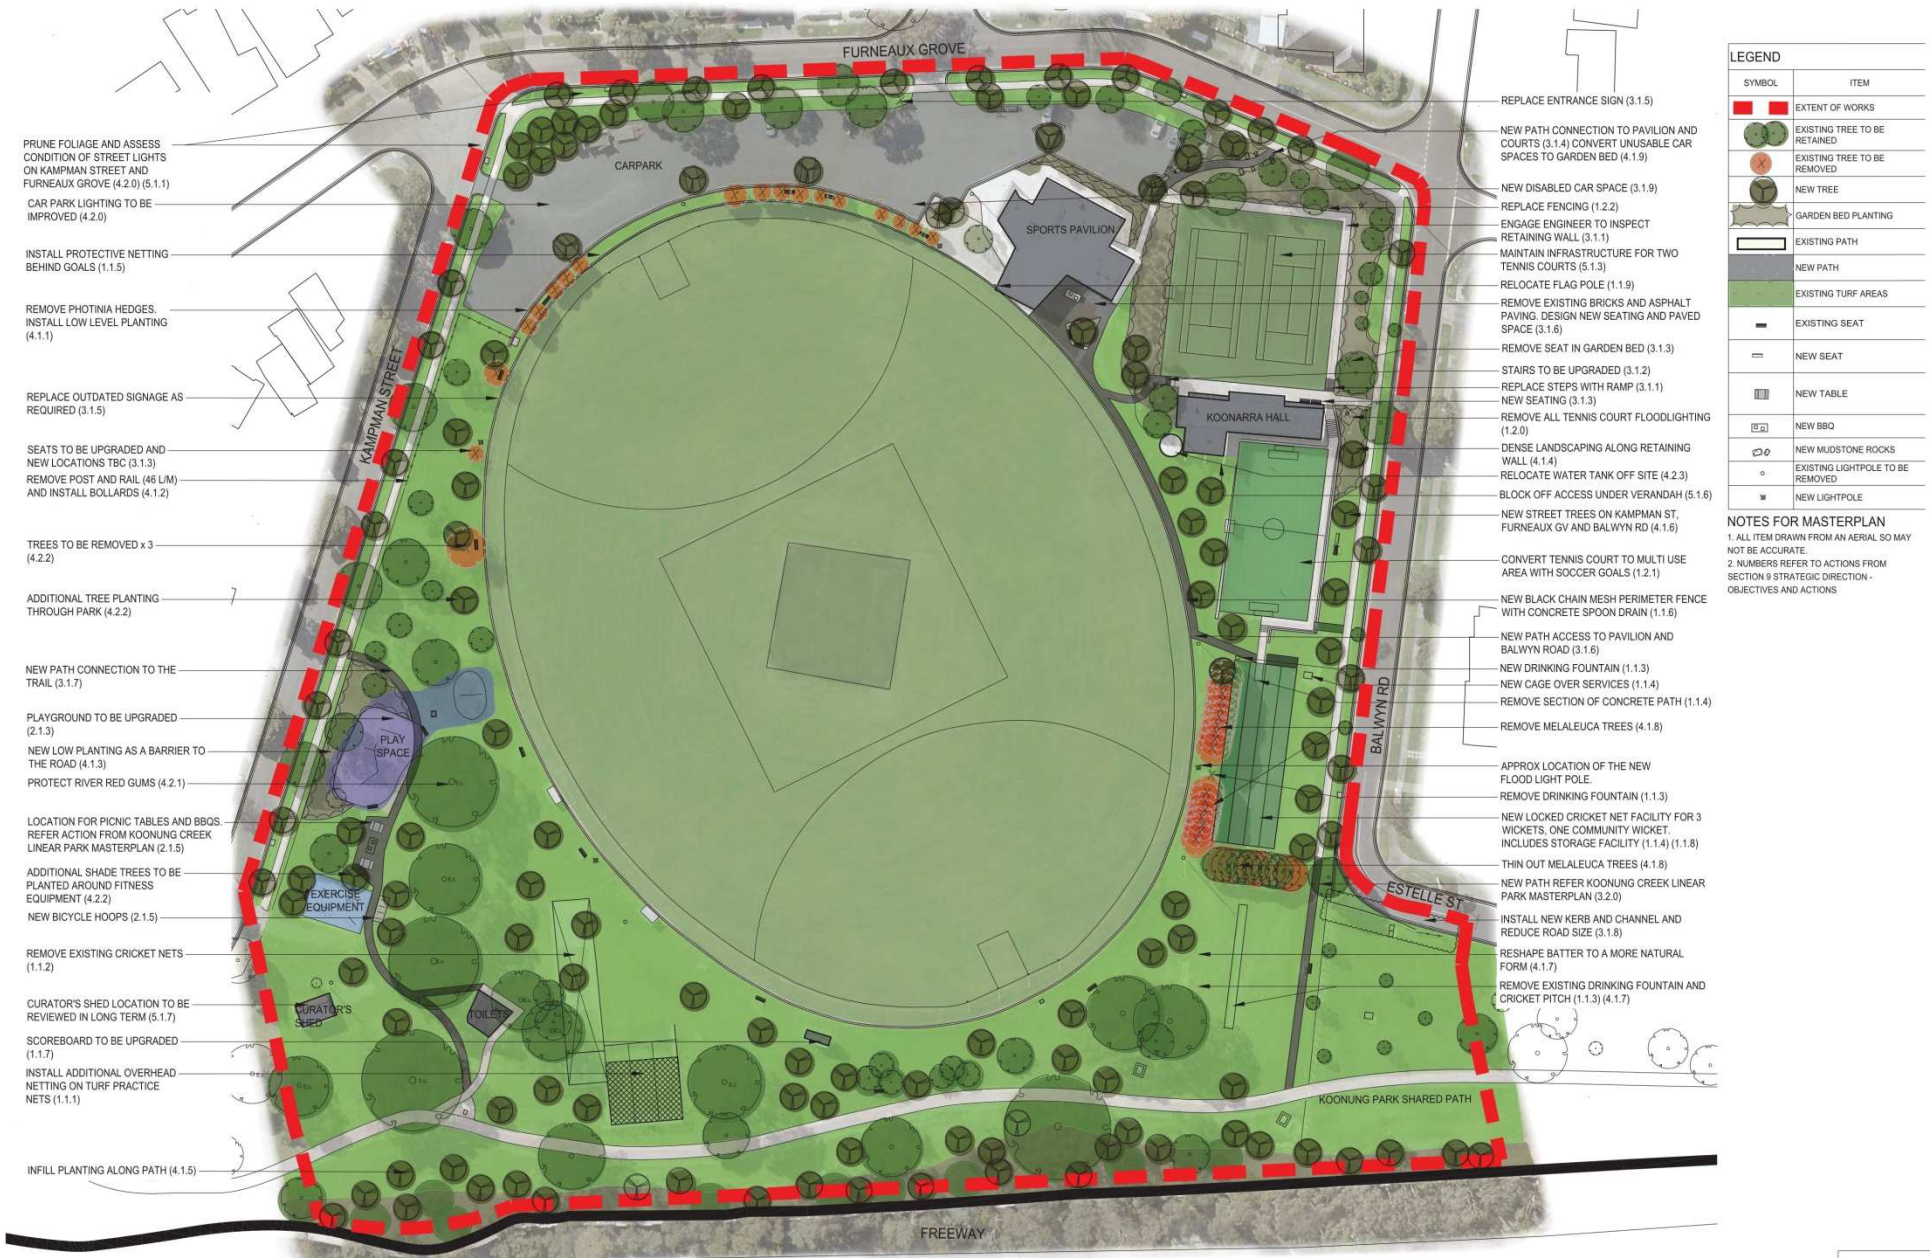 FURNEAUX GROVE
PRUNE FOLIAGE AND ASSESS
CONDITION OF STREET LIGHTS
ON KAMPMAN STREET AND
FURNEAUX GROVE (4.2.0) (5.1.1)
CAR PARK LIGHTING TO BE
IMPROVED (4.2.0)
INSTALL PROTECTIVE NETTING
BEHIND GOALS (1.1.5)
REMOVE PHOTINIA HEDGES.
INSTALL LOW LEVEL PLANTING
(4.1.1)
REPLACE OUTDATED SIGNAGE AS
REQUIRED (3.1.5)
SEATS TO BE UPGRADED AND
NEW LOCATIONS TBC (3.1.3)
REMOVE POST AND RAIL (46 L/M)
AND INSTALL BOLLARDS (4.1.2)
TREES TO BE REMOVED x 3
(4.2.2)
ADDITIONAL TREE PLANTING
THROUGH PARK (4.2.2)
NEW PATH CONNECTION TO THE
TRAIL (3.1.7)
PLAYGROUND TO BE UPGRADED
(2.1.3)
NEW LOW PLANTING AS A BARRIER TO
THE ROAD (4.1.3)
PROTECT RIVER RED GUMS (4.2.1)
LOCATION FOR PICNIC TABLES AND BBQS.
REFER ACTION FROM KOONUNG CREEK
LINEAR PARK MASTERPLAN (2.1.5)
ADDITIONAL SHADE TREES TO BE
PLANTED AROUND FITNESS
EQUIPMENT (4.2.2)
NEW BICYCLE HOOPS (2.1.5)
REMOVE EXISTING CRICKET NETS
(1.1.2)
CURATOR'S SHED LOCATION TO BE
REVIEWED IN LONG TERM (5.1.7)
SCOREBOARD TO BE UPGRADED
(1.1.7)
INSTALL ADDITIONAL OVERHEAD
NETTING ON TURF PRACTICE
NETS (1.1.1)
INFILL PLANTING ALONG PATH (4.1.5)
CARPARK
SPORTS PAVILION
KAMPMAN STREET
KOONARRA HALL
PLAY
SPACE
EXERCISE
EQUIPMENT
CURATOR'S
SHED
TOILETS
BALWYN RD
ESTELLE ST
KOONUNG PARK SHARED PATH
FREEWAY
REPLACE ENTRANCE SIGN (3.1.5)
NEW PATH CONNECTION TO PAVILION AND
COURTS (3.1.4) CONVERT UNUSABLE CAR
SPACES TO GARDEN BED (4.1.9)
NEW DISABLED CAR SPACE (3.1.9)
REPLACE FENCING (1.2.2)
ENGAGE ENGINEER TO INSPECT
RETAINING WALL (3.1.1)
MAINTAIN INFRASTRUCTURE FOR TWO
TENNIS COURTS (5.1.3)
RELOCATE FLAG POLE (1.1.9)
REMOVE EXISTING BRICKS AND ASPHALT
PAVING. DESIGN NEW SEATING AND PAVED
SPACE (3.1.6)
REMOVE SEAT IN GARDEN BED (3.1.3)
STAIRS TO BE UPGRADED (3.1.2)
REPLACE STEPS WITH RAMP (3.1.1)
NEW SEATING (3.1.3)
REMOVE ALL TENNIS COURT FLOODLIGHTING
(1.2.0)
DENSE LANDSCAPING ALONG RETAINING
WALL (4.1.4)
RELOCATE WATER TANK OFF SITE (4.2.3)
BLOCK OFF ACCESS UNDER VERANDAH (5.1.6)
NEW STREET TREES ON KAMPMAN ST,
FURNEAUX GV AND BALWYN RD (4.1.6)
CONVERT TENNIS COURT TO MULTI USE
AREA WITH SOCCER GOALS (1.2.1)
NEW BLACK CHAIN MESH PERIMETER FENCE
WITH CONCRETE SPOON DRAIN (1.1.6)
NEW PATH ACCESS TO PAVILION AND
BALWYN ROAD (3.1.6)
NEW DRINKING FOUNTAIN (1.1.3)
NEW CAGE OVER SERVICES (1.1.4)
REMOVE SECTION OF CONCRETE PATH (1.1.4)
REMOVE MELALEUCA TREES (4.1.8)
APPROX LOCATION OF THE NEW
FLOOD LIGHT POLE.
REMOVE DRINKING FOUNTAIN (1.1.3)
NEW LOCKED CRICKET NET FACILITY FOR 3
WICKETS, ONE COMMUNITY WICKET.
INCLUDES STORAGE FACILITY (1.1.4) (1.1.8)
THIN OUT MELALEUCA TREES (4.1.8)
NEW PATH REFER KOONUNG CREEK LINEAR
PARK MASTERPLAN (3.2.0)
INSTALL NEW KERB AND CHANNEL AND
REDUCE ROAD SIZE (3.1.8)
RESHAPE BATTER TO A MORE NATURAL
FORM (4.1.7)
REMOVE EXISTING DRINKING FOUNTAIN AND
CRICKET PITCH (1.1.3) (4.1.7)
LEGEND
SYMBOL ITEM
EXTENT OF WORKS
EXISTING TREE TO BE
RETAINED
EXISTING TREE TO BE
REMOVED
NEW TREE
GARDEN BED PLANTING
EXISTING PATH
NEW PATH
EXISTING TURF AREAS
EXISTING SEAT
NEW SEAT
NEW TABLE
NEW BBQ
NEW MUDSTONE ROCKS
EXISTING LIGHTPOLE TO BE
REMOVED
NEW LIGHTPOLE
NOTES FOR MASTERPLAN
1. ALL ITEM DRAWN FROM AN AERIAL SO MAY
NOT BE ACCURATE.
2. NUMBERS REFER TO ACTIONS FROM
SECTION 9 STRATEGIC DIRECTION -
OBJECTIVES AND ACTIONS